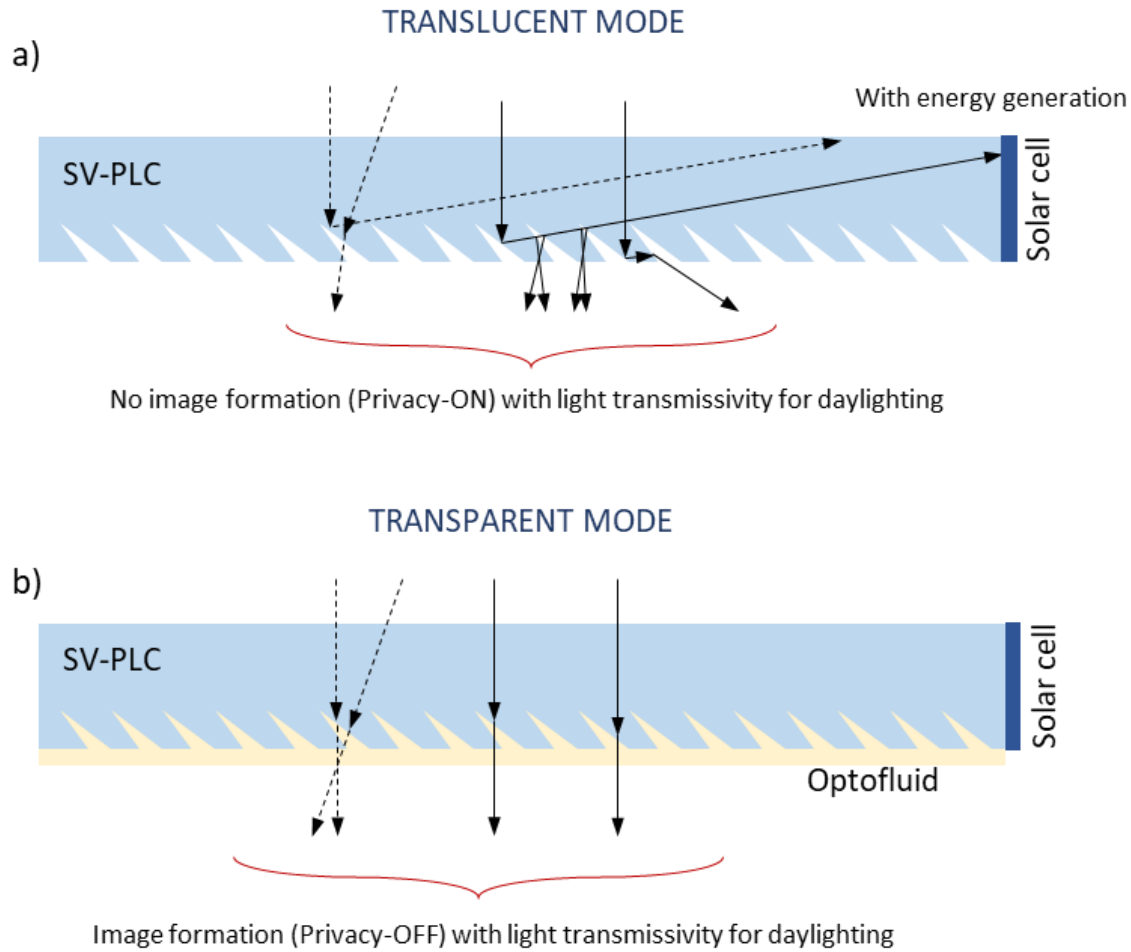 TRANSLUCENT MODE
a)
With energy generation
SV-PLC
Solar cell
No image formation (Privacy-ON) with light transmissivity for daylighting
TRANSPARENT MODE
b)
SV-PLC
Solar cell
Optofluid
Image formation (Privacy-OFF) with light transmissivity for daylighting